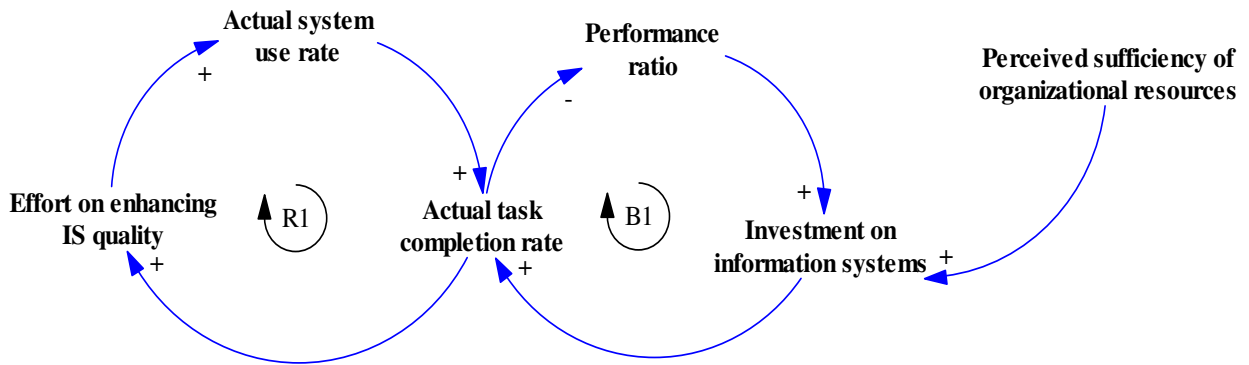 Actual system
use rate
+
Performance
ratio
-
Perceived sufficiency of
organizational resources
Effort on enhancing
IS quality
+
R1
+
Actual task
completion rate
+
B1
+
Investment on
information systems
+